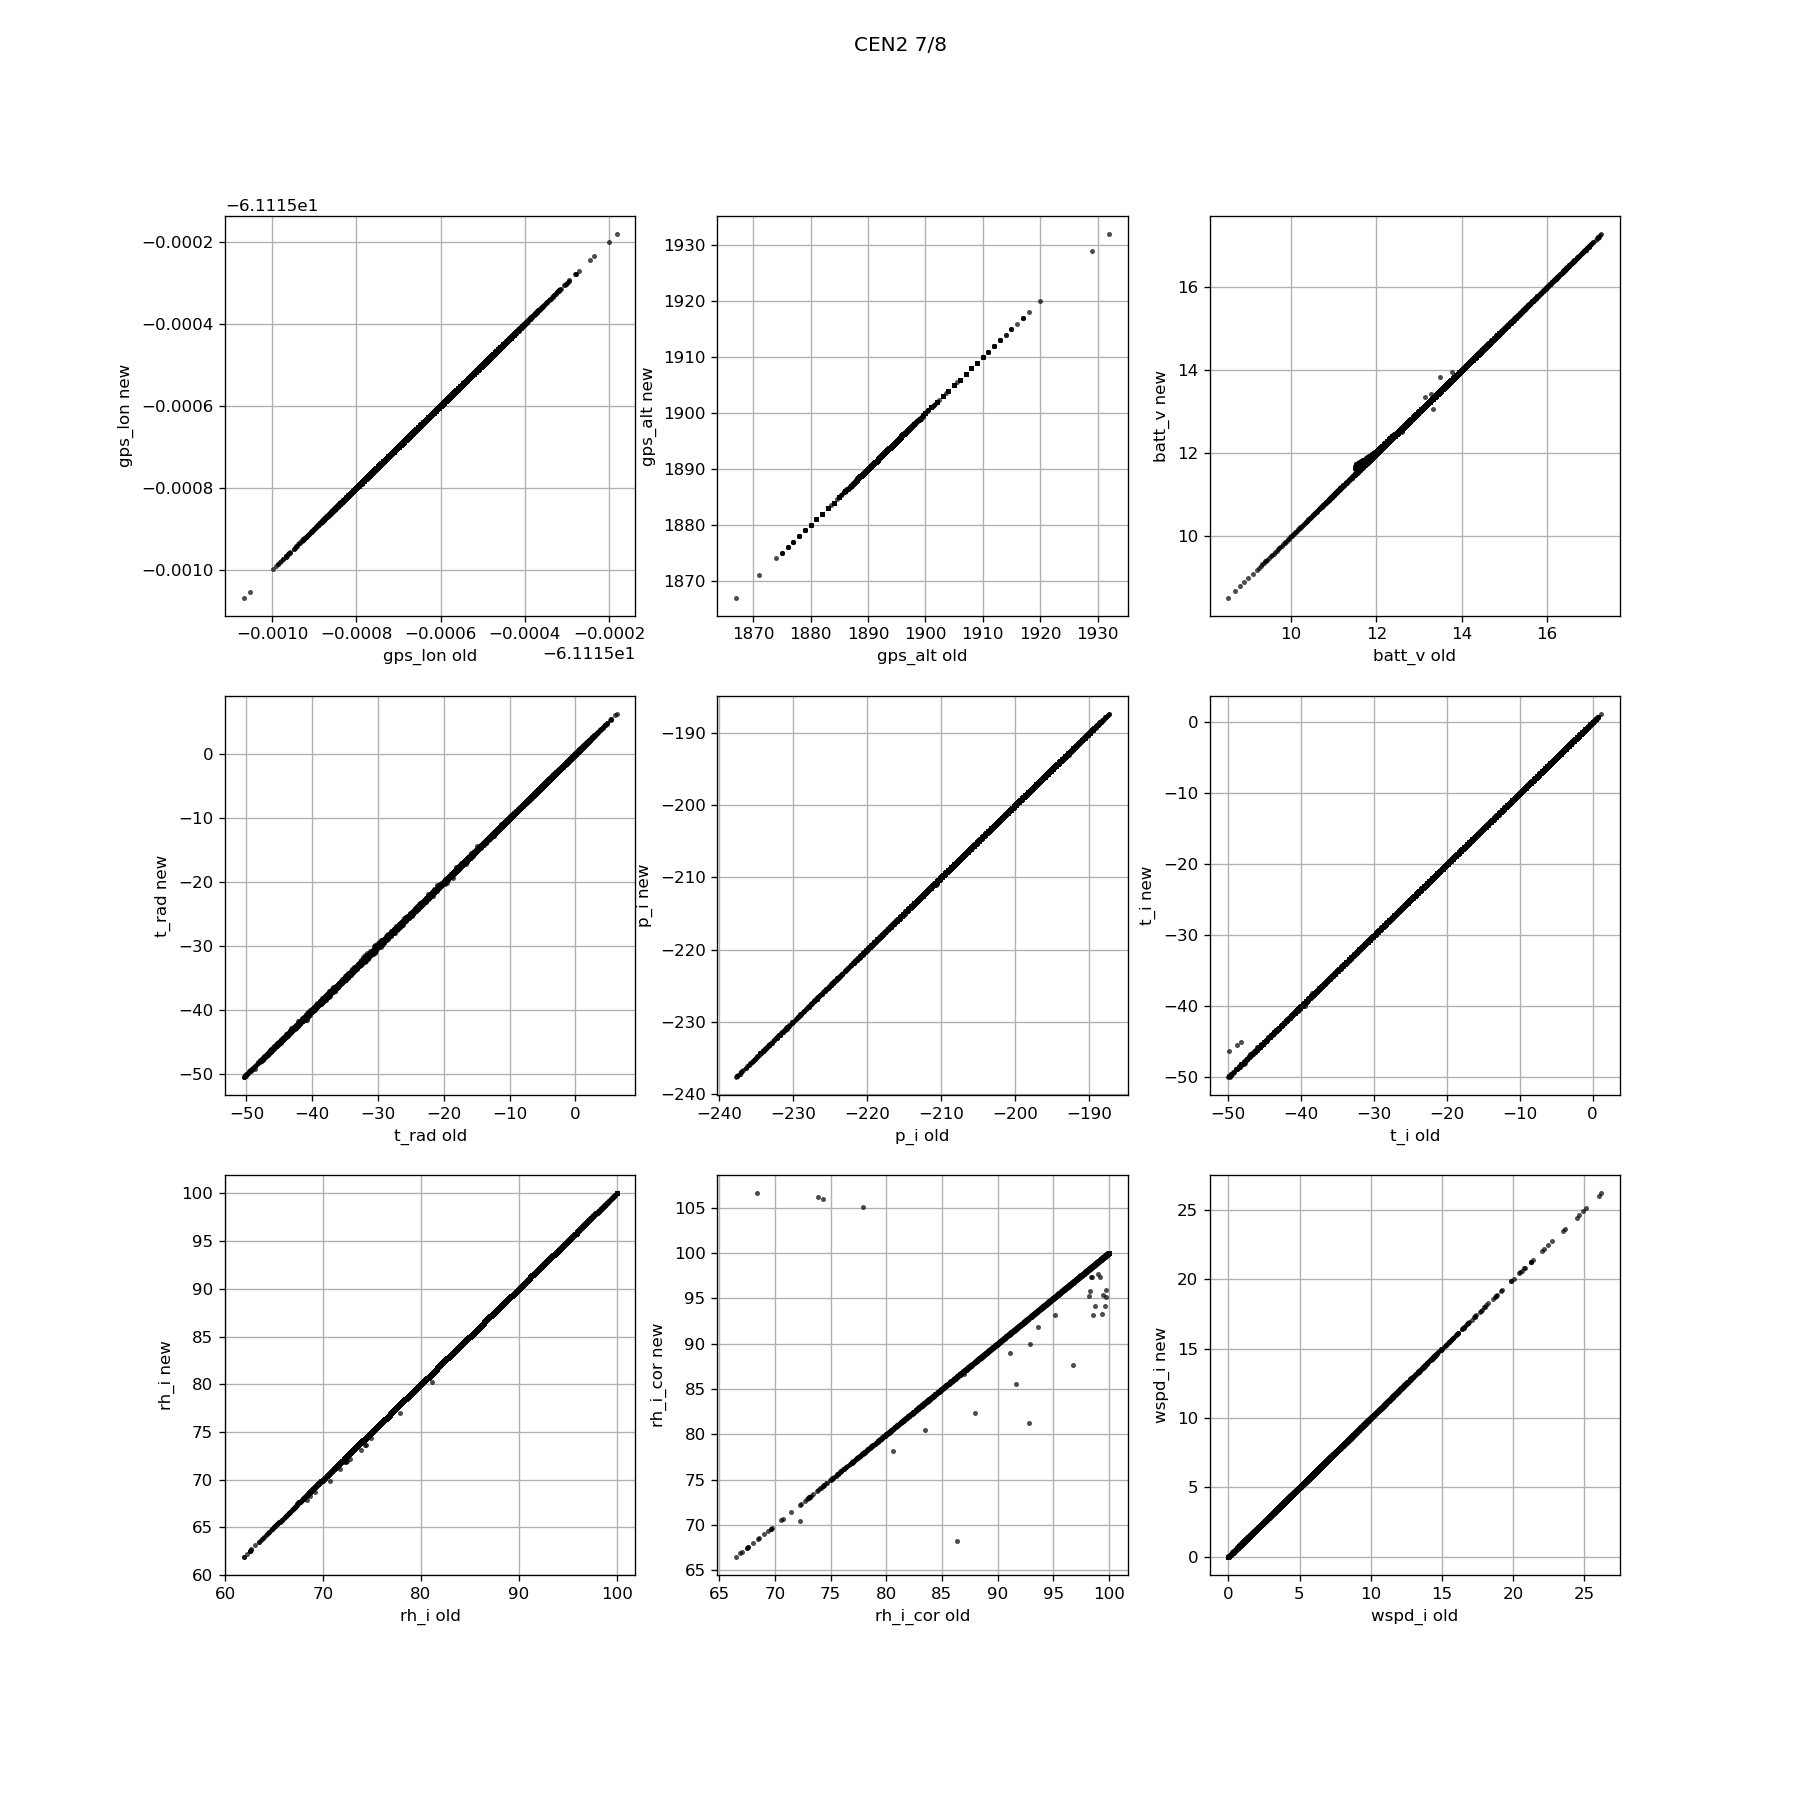 CEN2 7/8
−6.1115e1
−0.0002
−0.0004
−0.0006
−0.0008
−0.0010
gps_lon new
−0.0010 −0.0008 −0.0006 −0.0004 −0.0002
gps_lon old
−6.1115e1
1930
1920
1910
1900
1890
1880
1870
gps_alt new
1870 1880 1890 1900 1910 1920 1930
gps_alt old
16
14
12
10
batt_v new
10 12 14 16
batt_v old
0
−10
−20
−30
−40
−50
t_rad new
−50 −40 −30 −20 −10 0
t_rad old
−190
−200
−210
−220
−230
−240
p_i new
−240 −230 −220 −210 −200 −190
p_i old
0
−10
−20
−30
−40
−50
t_i new
−50 −40 −30 −20 −10 0
t_i old
100
95
90
85
80
75
70
65
60
rh_i new
60 70 80 90 100
rh_i old
105
100
95
90
85
80
75
70
65
rh_i_cor new
65 70 75 80 85 90 95 100
rh_i_cor old
25
20
15
10
5
0
wspd_i new
0 5 10 15 20 25
wspd_i old